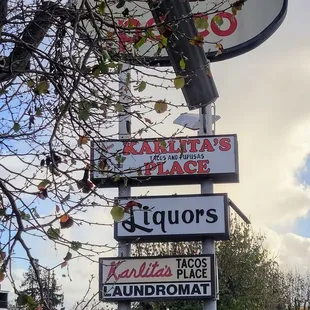 KARLITA'S
TACOS AND PUPUSAS
PLACE
Liquors
Karlita's TACOS
PLACE
LAUNDROMAT